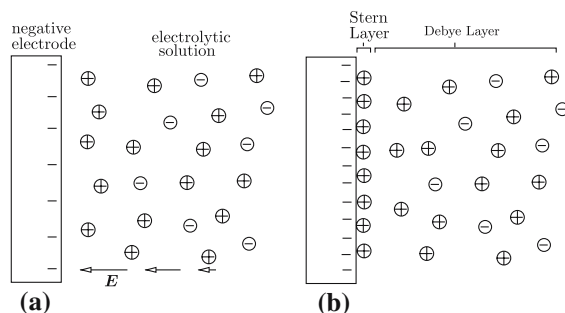 negative
electrode
electrolytic
solution
E
(a)
Stern
Layer
Debye Layer
(b)